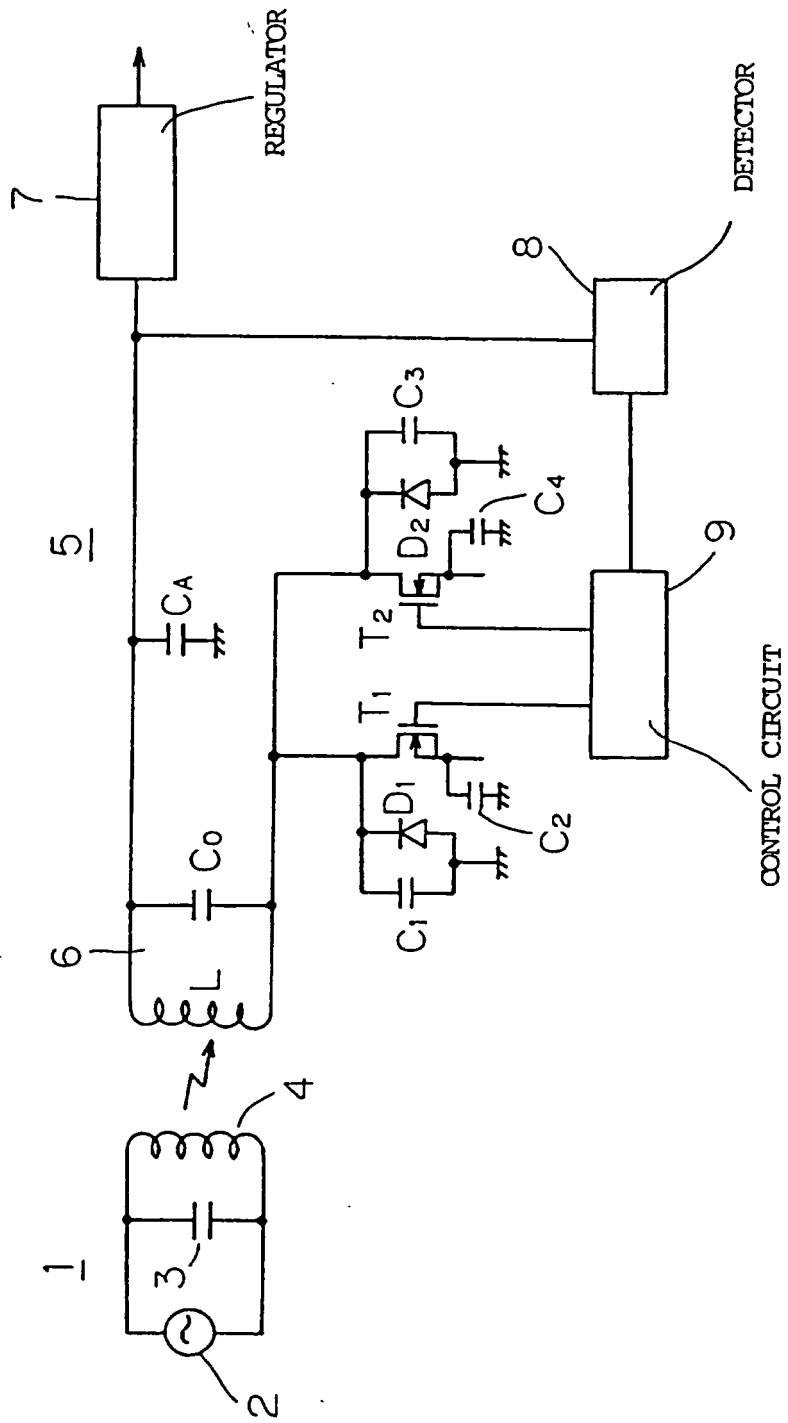 1
2
3
4
5
6
L
C0
CA
7
REGULATOR
C1
D1
C2
T1
T2
D2
C3
C4
8
DETECTOR
9
CONTROL CIRCUIT